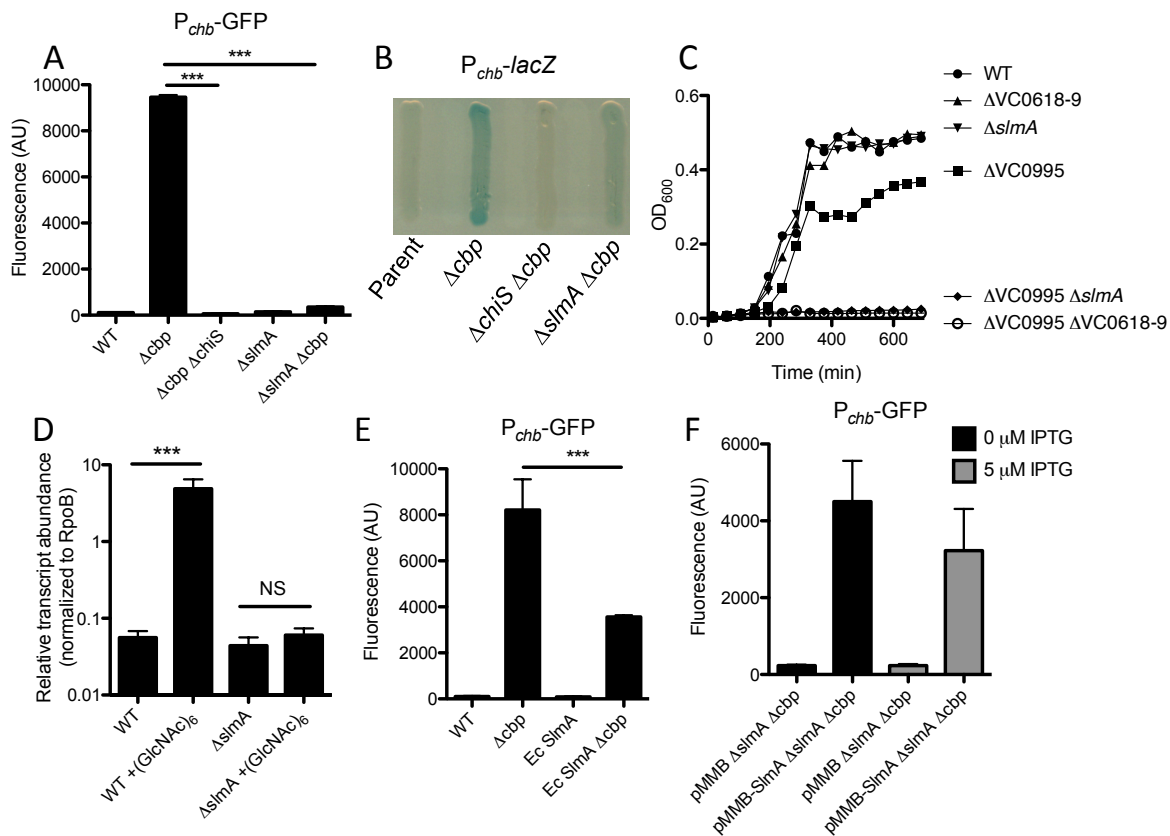 A
P_chb-GFP
***
***
Fluorescence (AU)
10000
8000
6000
4000
2000
0
WT
Δcbp
Δcbp ΔchiS
ΔslmA
ΔslmA Δcbp
B
P_chb-lacZ
Parent
Δcbp
ΔchiS Δcbp
ΔslmA Δcbp
C
OD600
0.6
0.4
0.2
0.0
0
200
400
600
Time (min)
WT
ΔVC0618-9
ΔslmA
ΔVC0995
ΔVC0995 ΔslmA
ΔVC0995 ΔVC0618-9
D
Relative transcript abundance
(normalized to RpoB)
10
1
0.1
0.01
***
NS
WT
WT +(GlcNAc)6
ΔslmA
ΔslmA +(GlcNAc)6
E
P_chb-GFP
***
Fluorescence (AU)
10000
8000
6000
4000
2000
0
WT
Δcbp
Ec SlmA
Ec SlmA Δcbp
F
P_chb-GFP
0 μM IPTG
5 μM IPTG
Fluorescence (AU)
6000
4000
2000
0
pMMB ΔslmA Δcbp
pMMB-SlmA ΔslmA Δcbp
pMMB ΔslmA Δcbp
pMMB-SlmA ΔslmA Δcbp